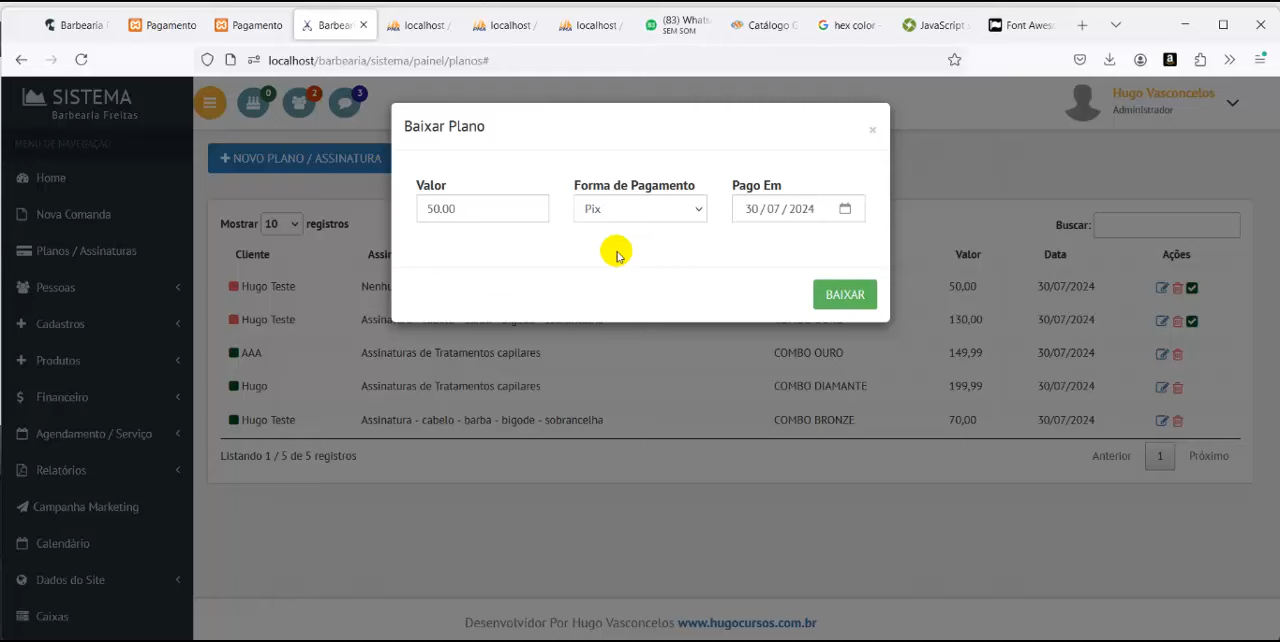 Barbearia
Pagamento
Pagamento
Barbear
localhost /
localhost /
localhost /
(83) Whats
SEM SOM
Catálogo
hex color
JavaScript
Font Awes
localhost/barbearia/sistema/painel/planos#
SISTEMA
Barbearia Freitas
0
2
3
Hugo Vasconcelos
Administrador
MENU DE NAVEGAÇÃO
Home
Nova Comanda
Planos / Assinaturas
Pessoas
Cadastros
Produtos
Financeiro
Agendamento / Serviço
Relatórios
Campanha Marketing
Calendário
Dados do Site
Caixas
+ NOVO PLANO / ASSINATURA
Baixar Plano
×
Valor Forma de Pagamento Pago Em
50.00 Pix 30/07/2024
BAIXAR
Mostrar 10 registros
Buscar:
Cliente Valor Data Ações
Hugo Teste 50,00 30/07/2024
Hugo Teste 130,00 30/07/2024
AAA Assinaturas de Tratamentos capilares COMBO OURO 149,99 30/07/2024
Hugo Assinaturas de Tratamentos capilares COMBO DIAMANTE 199,99 30/07/2024
Hugo Teste Assinatura - cabelo - barba - bigode - sobrancelha COMBO BRONZE 70,00 30/07/2024
Listando 1 / 5 de 5 registros
Anterior 1 Próximo
Desenvolvidor Por Hugo Vasconcelos www.hugocursos.com.br